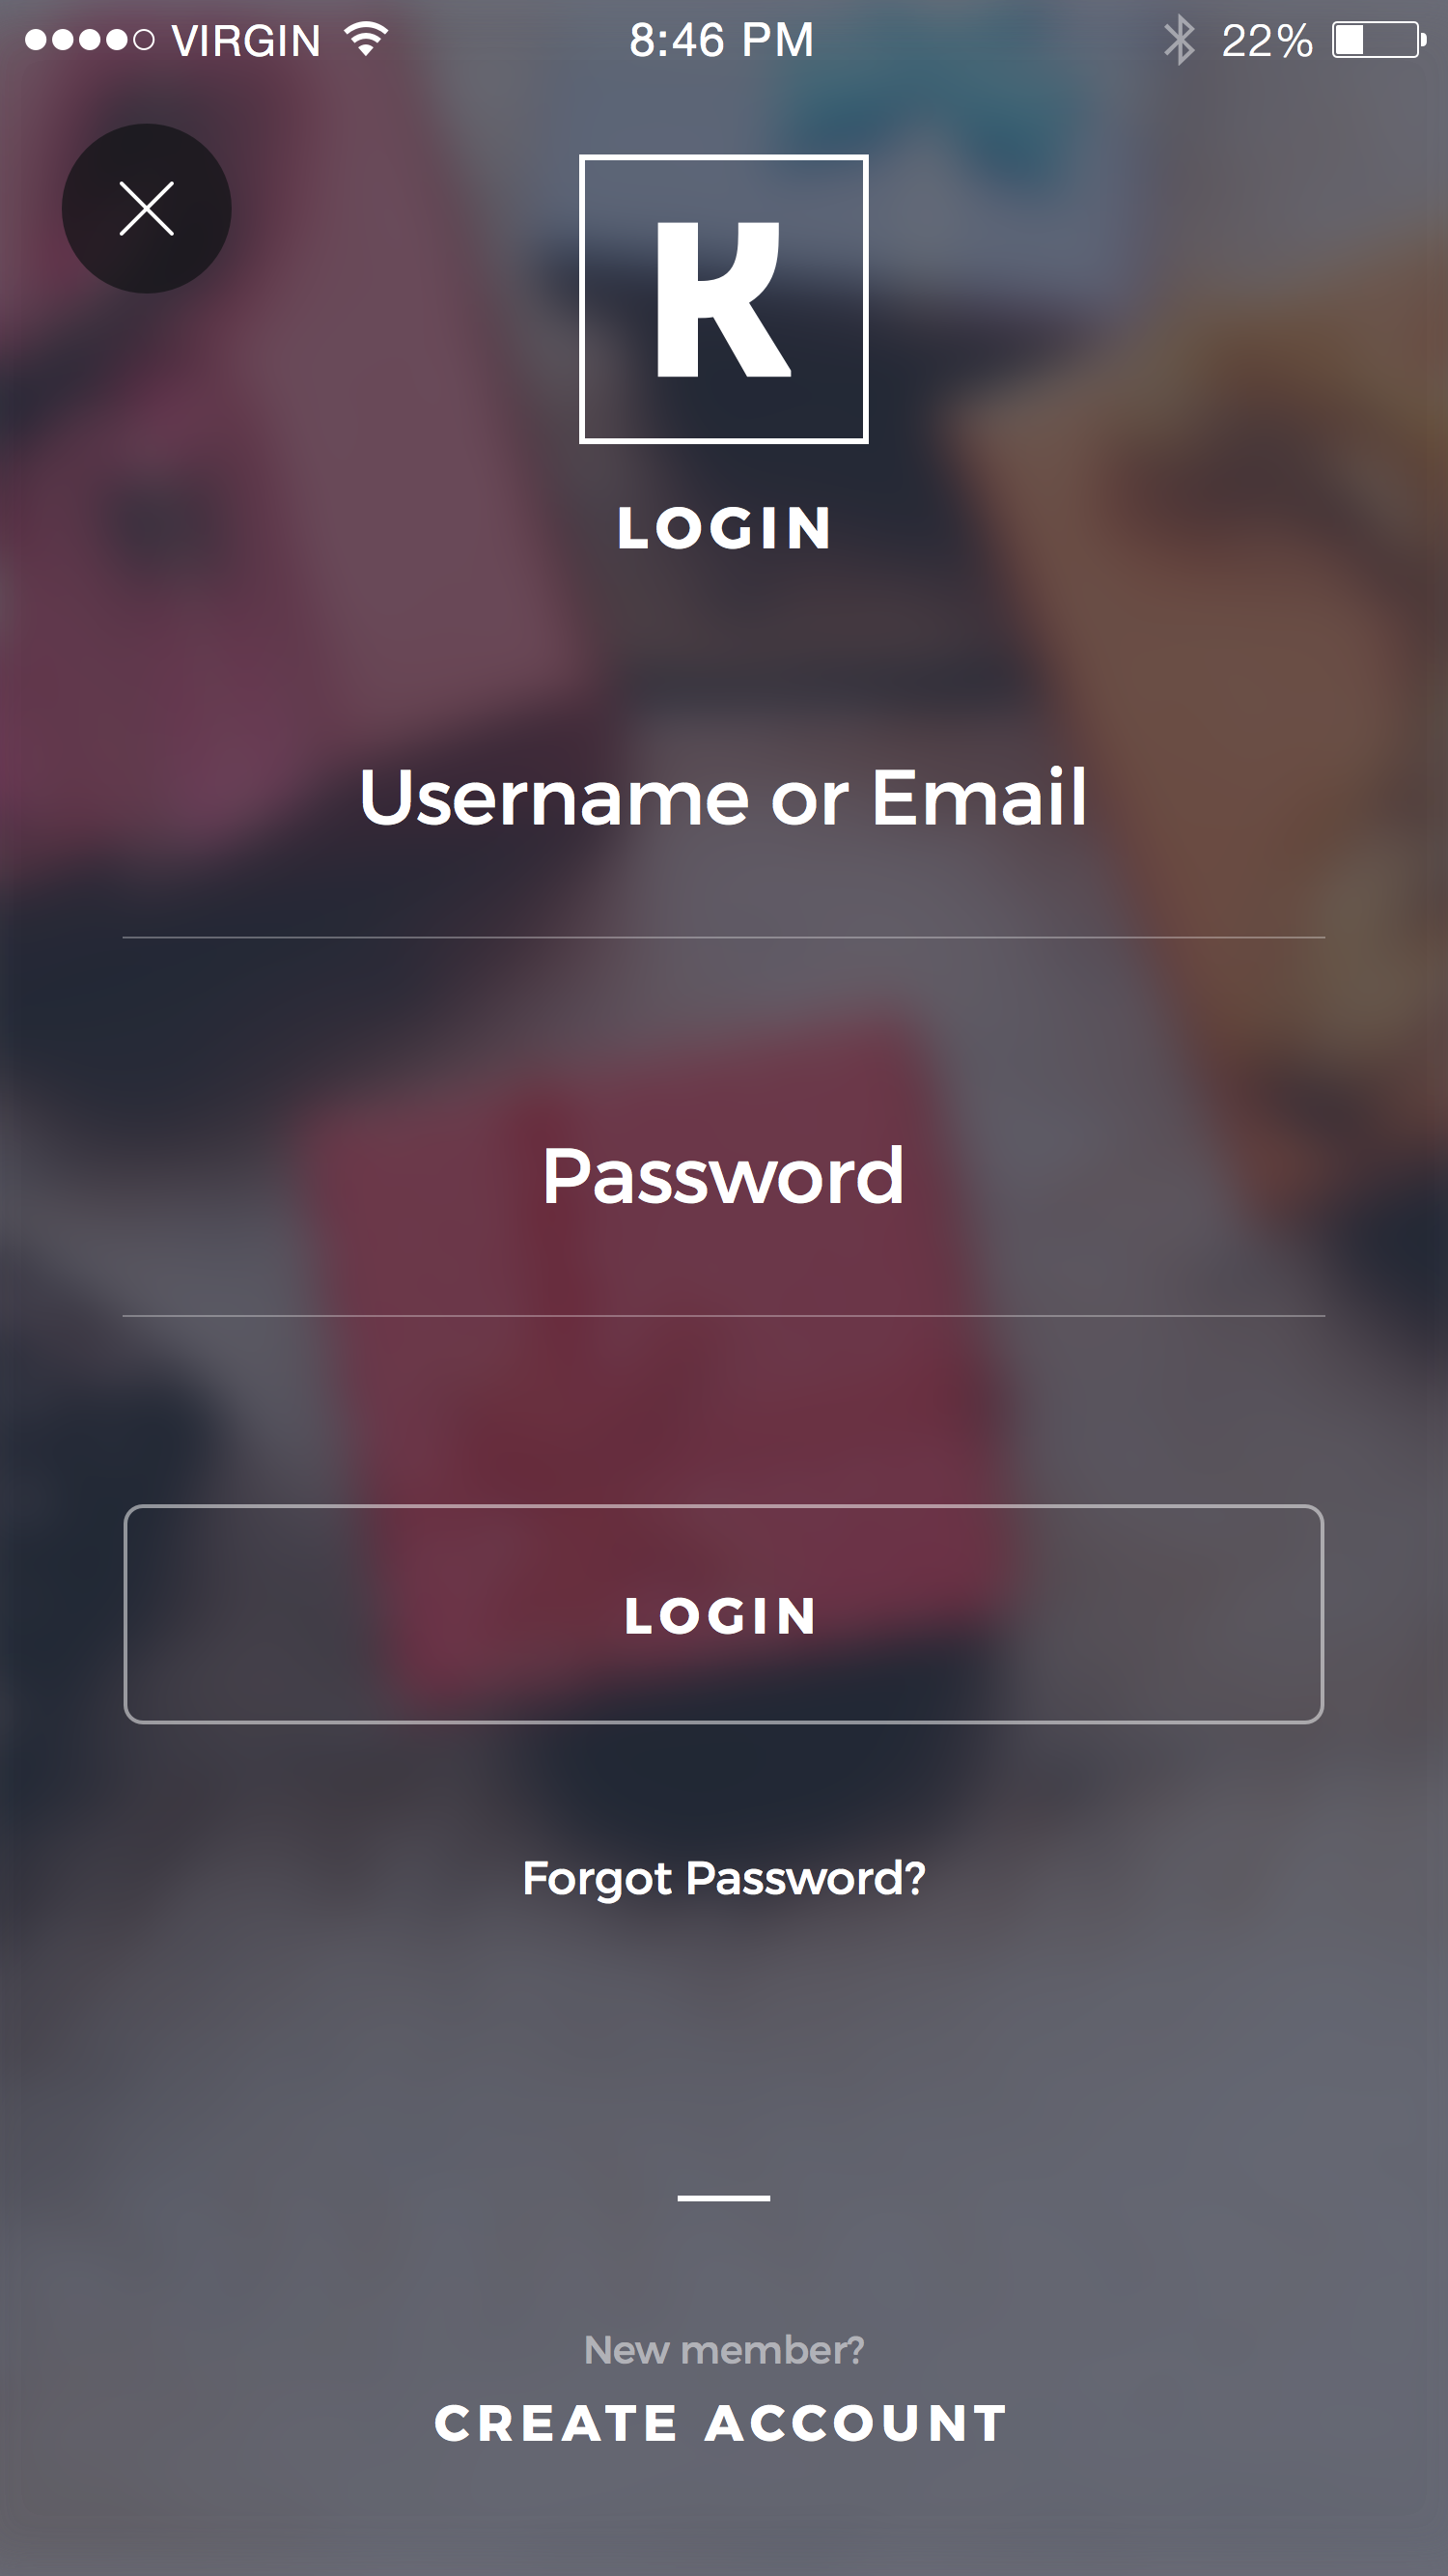 VIRGIN 8:46 PM 22%
K
LOGIN
Username or Email
Password
LOGIN
Forgot Password?
New member?
CREATE ACCOUNT